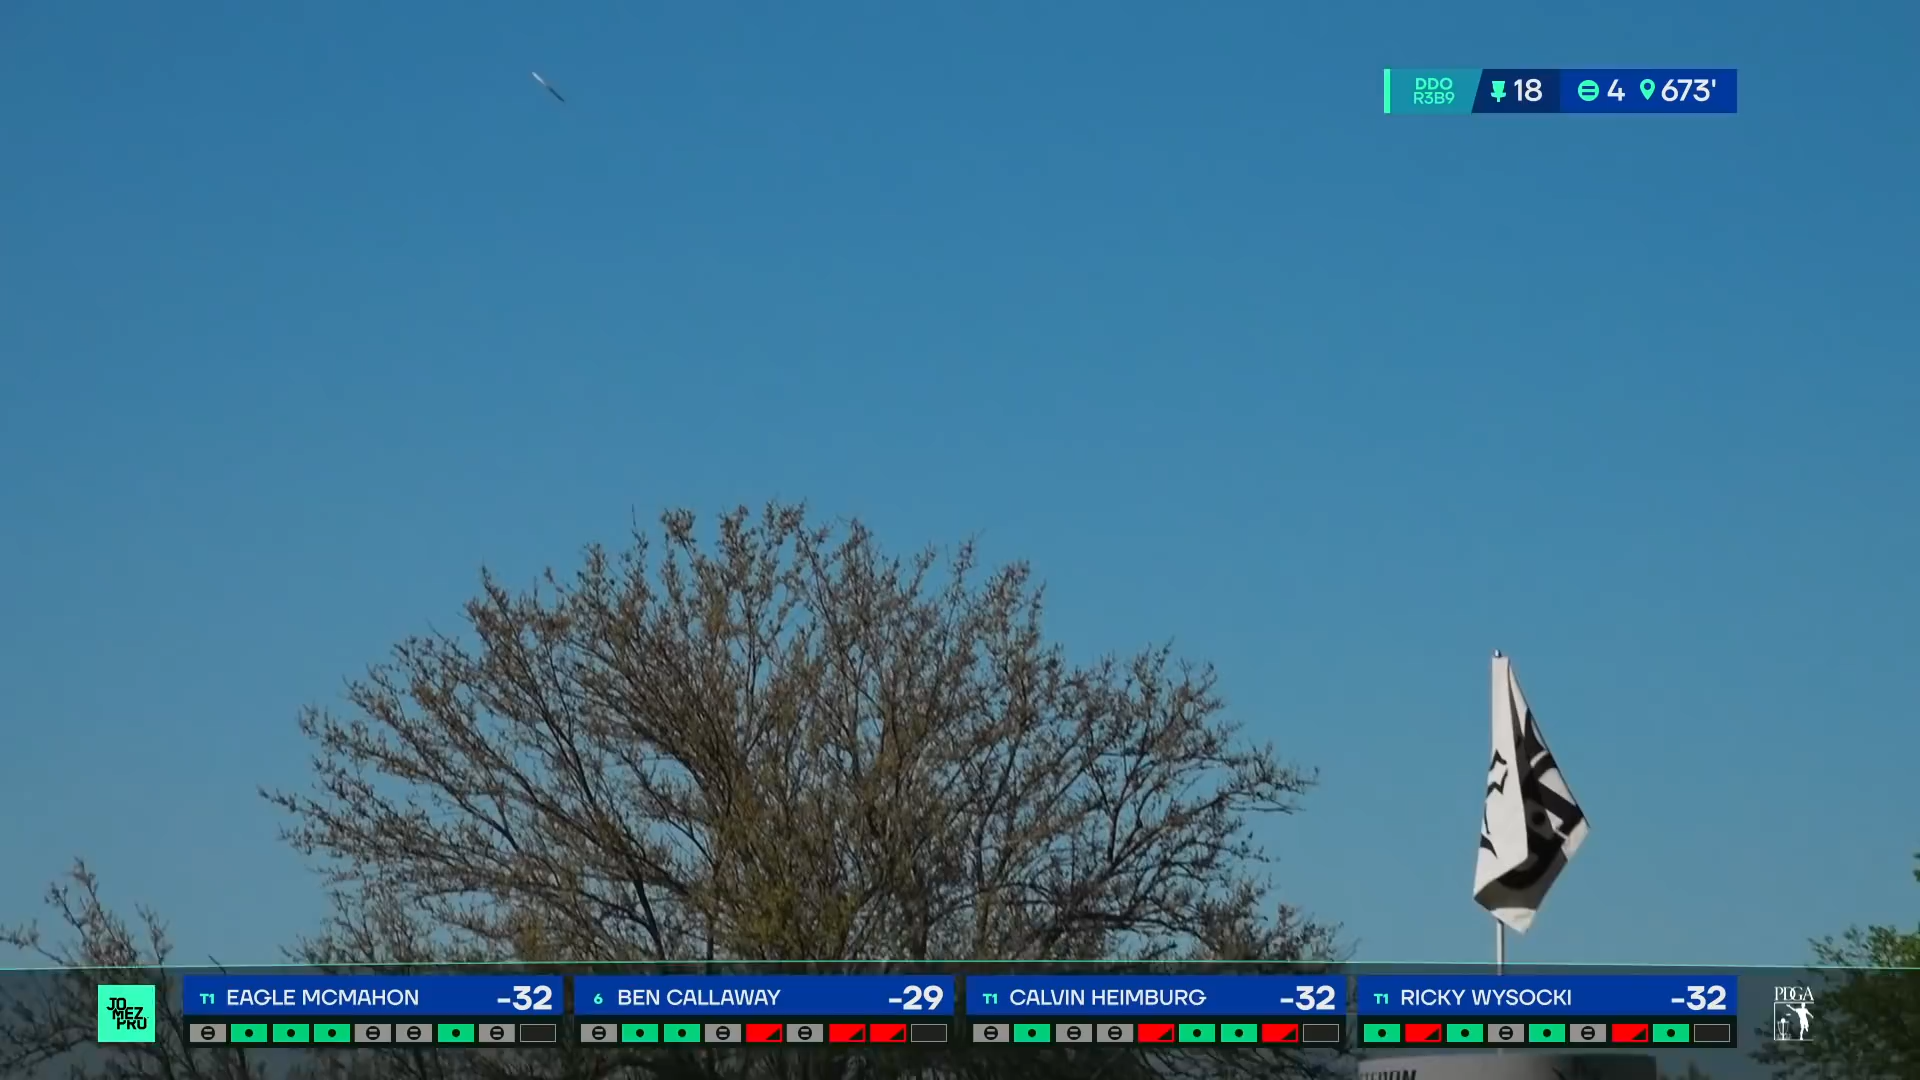 DDO
R3B9
18
4
673'
T1 EAGLE MCMAHON -32
6 BEN CALLAWAY -29
T1 CALVIN HEIMBURG -32
T1 RICKY WYSOCKI -32
JO
MEZ
PRO
PDGA